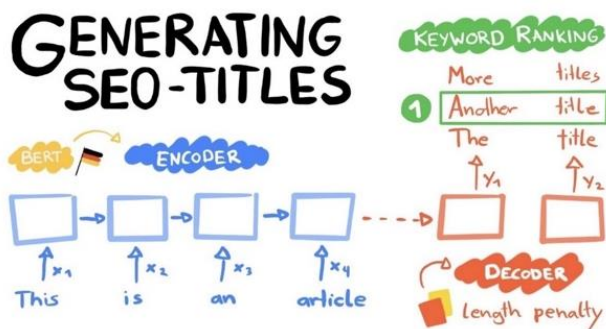 GENERATING
SEO-TITLES
KEYWORD RANKING
More titles
1 Another title
The title
BERT
ENCODER
y1 y2
x1 x2 x3 x4
This is an article
DECODER
length penalty